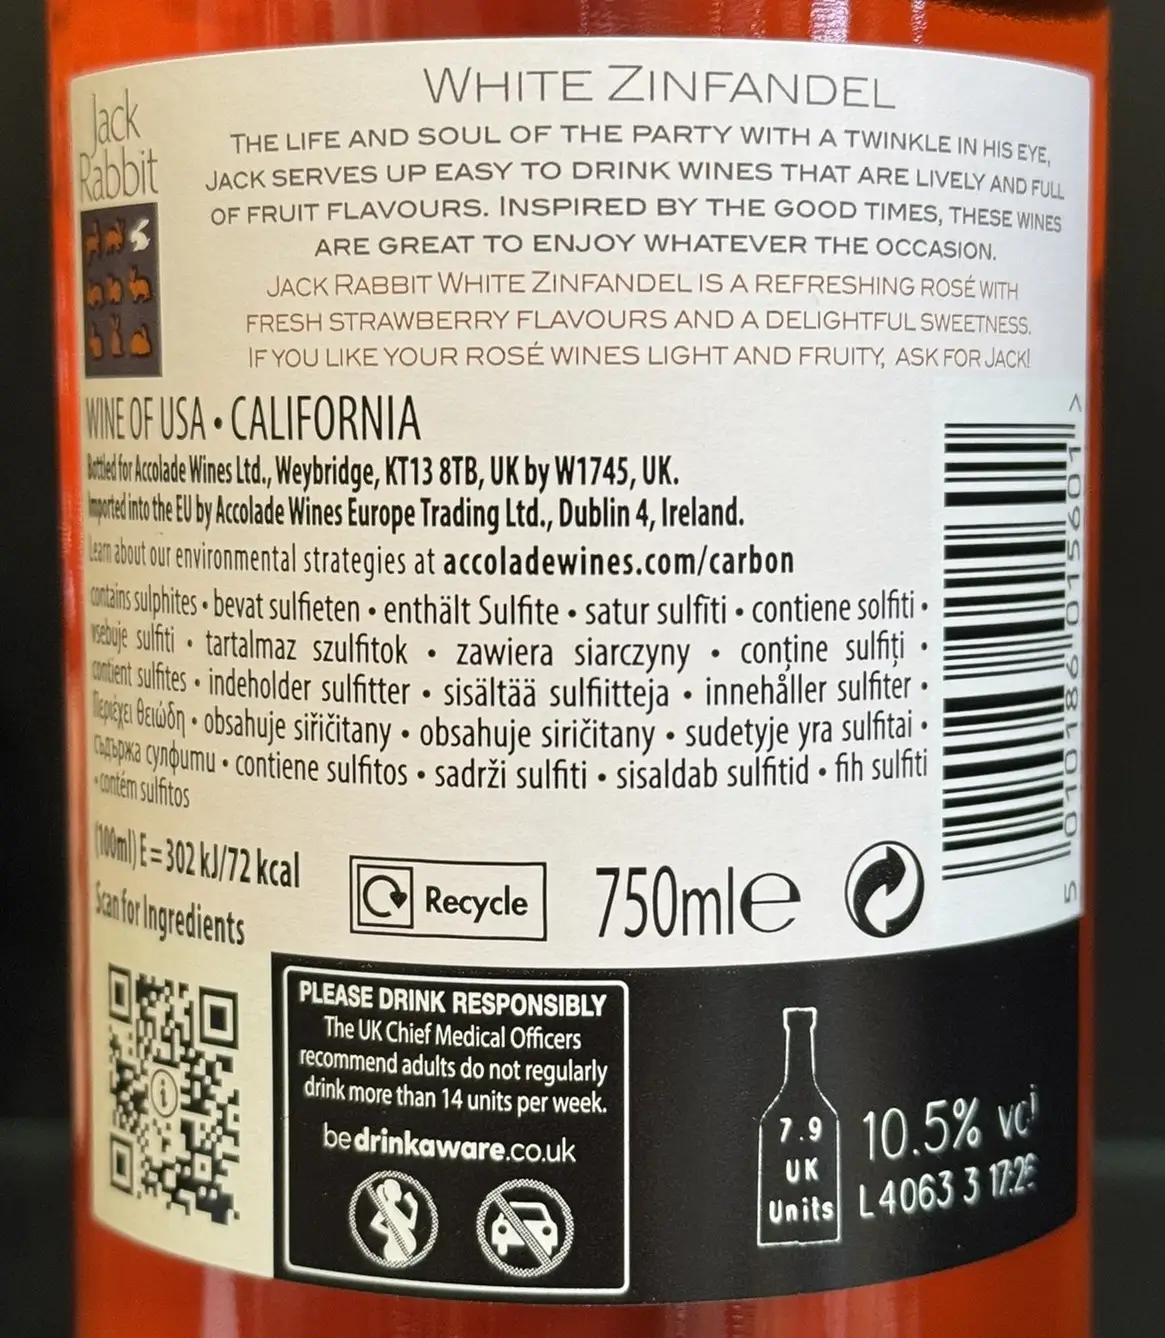 Jack
Rabbit
WHITE ZINFANDEL
THE LIFE AND SOUL OF THE PARTY WITH A TWINKLE IN HIS EYE,
JACK SERVES UP EASY TO DRINK WINES THAT ARE LIVELY AND FULL
OF FRUIT FLAVOURS. INSPIRED BY THE GOOD TIMES, THESE WINES
ARE GREAT TO ENJOY WHATEVER THE OCCASION.
JACK RABBIT WHITE ZINFANDEL IS A REFRESHING ROSÉ WITH
FRESH STRAWBERRY FLAVOURS AND A DELIGHTFUL SWEETNESS.
IF YOU LIKE YOUR ROSÉ WINES LIGHT AND FRUITY, ASK FOR JACK!
WINE OF USA • CALIFORNIA
Bottled for Accolade Wines Ltd., Weybridge, KT13 8TB, UK by W1745, UK.
Imported into the EU by Accolade Wines Europe Trading Ltd., Dublin 4, Ireland.
Learn about our environmental strategies at accoladewines.com/carbon
contains sulphites • bevat sulfieten • enthält Sulfite • satur sulfīti • contiene solfiti •
vsebuje sulfiti • tartalmaz szulfitok • zawiera siarczyny • conține sulfiți •
contient sulfites • indeholder sulfitter • sisältää sulfiitteja • innehåller sulfiter •
Περιέχει θειώδη • obsahuje siřičitany • obsahuje siričitany • sudetyje yra sulfitai •
съдържа сулфити • contiene sulfitos • sadrži sulfiti • sisaldab sulfitid • fih sulfiti
• contém sulfitos
5 010186 015601 >
(100ml) E = 302 kJ/72 kcal
Scan for Ingredients
Recycle
750ml e
PLEASE DRINK RESPONSIBLY
The UK Chief Medical Officers
recommend adults do not regularly
drink more than 14 units per week.
bedrinkaware.co.uk
7.9
UK
Units
10.5% vol
L4063 3